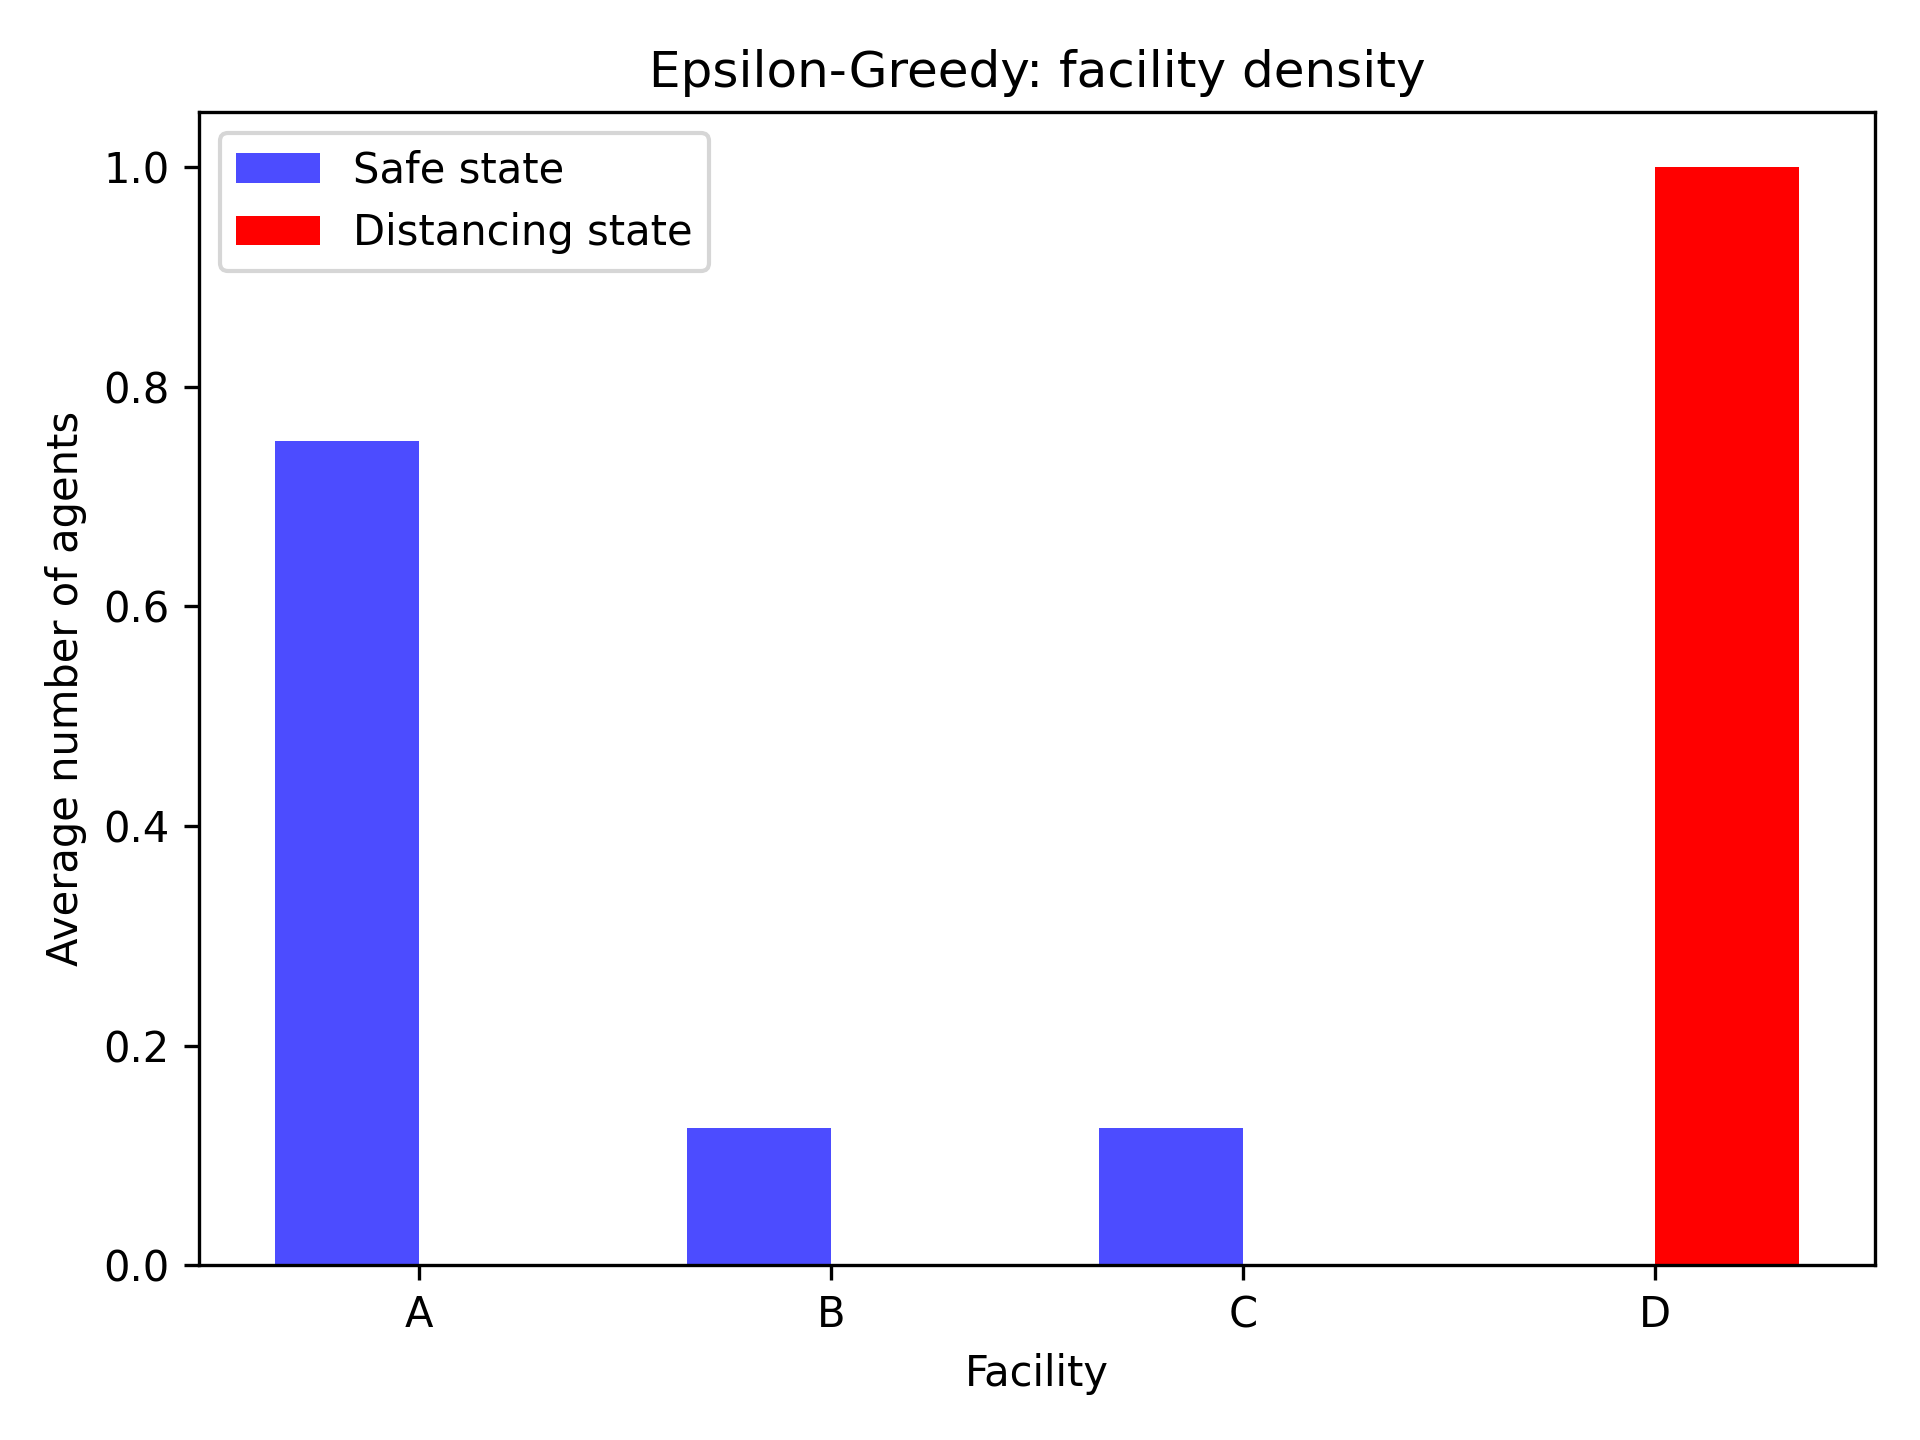 Epsilon-Greedy: facility density
Safe state
Distancing state
Average number of agents
1.0
0.8
0.6
0.4
0.2
0.0
A B C D
Facility